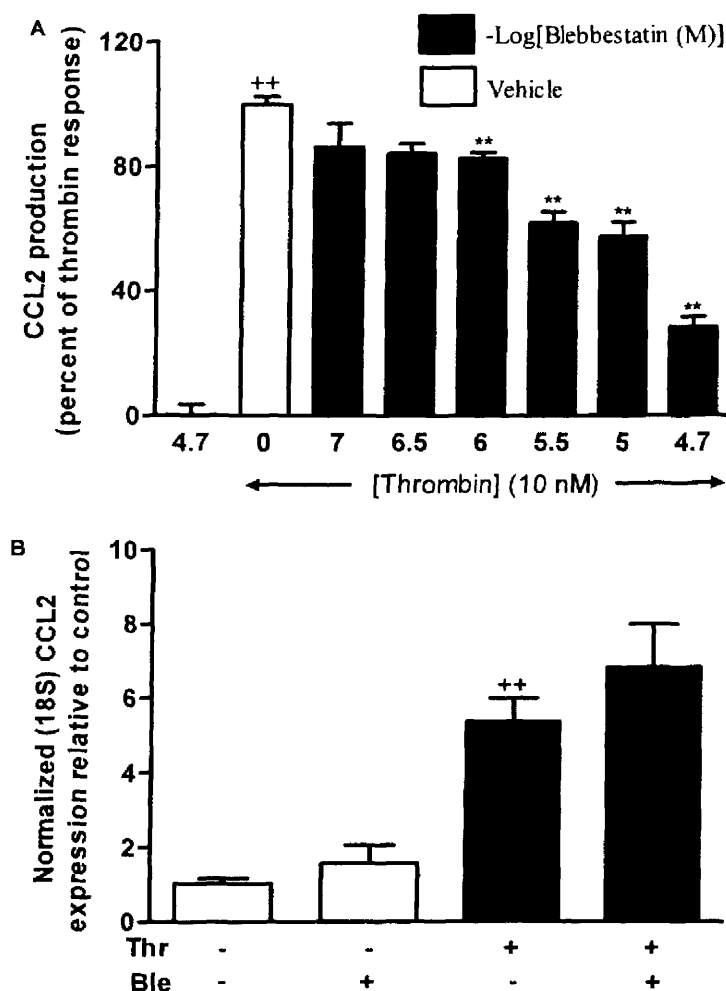 A
-Log[Blebbestatin (M)]
Vehicle
CCL2 production
(percent of thrombin response)
120
80
40
0
++
**
**
**
**
4.7 0 7 6.5 6 5.5 5 4.7
[Thrombin] (10 nM)
B
Normalized (18S) CCL2
expression relative to control
10
8
6
4
2
0
++
Thr - - + +
Ble - + - +